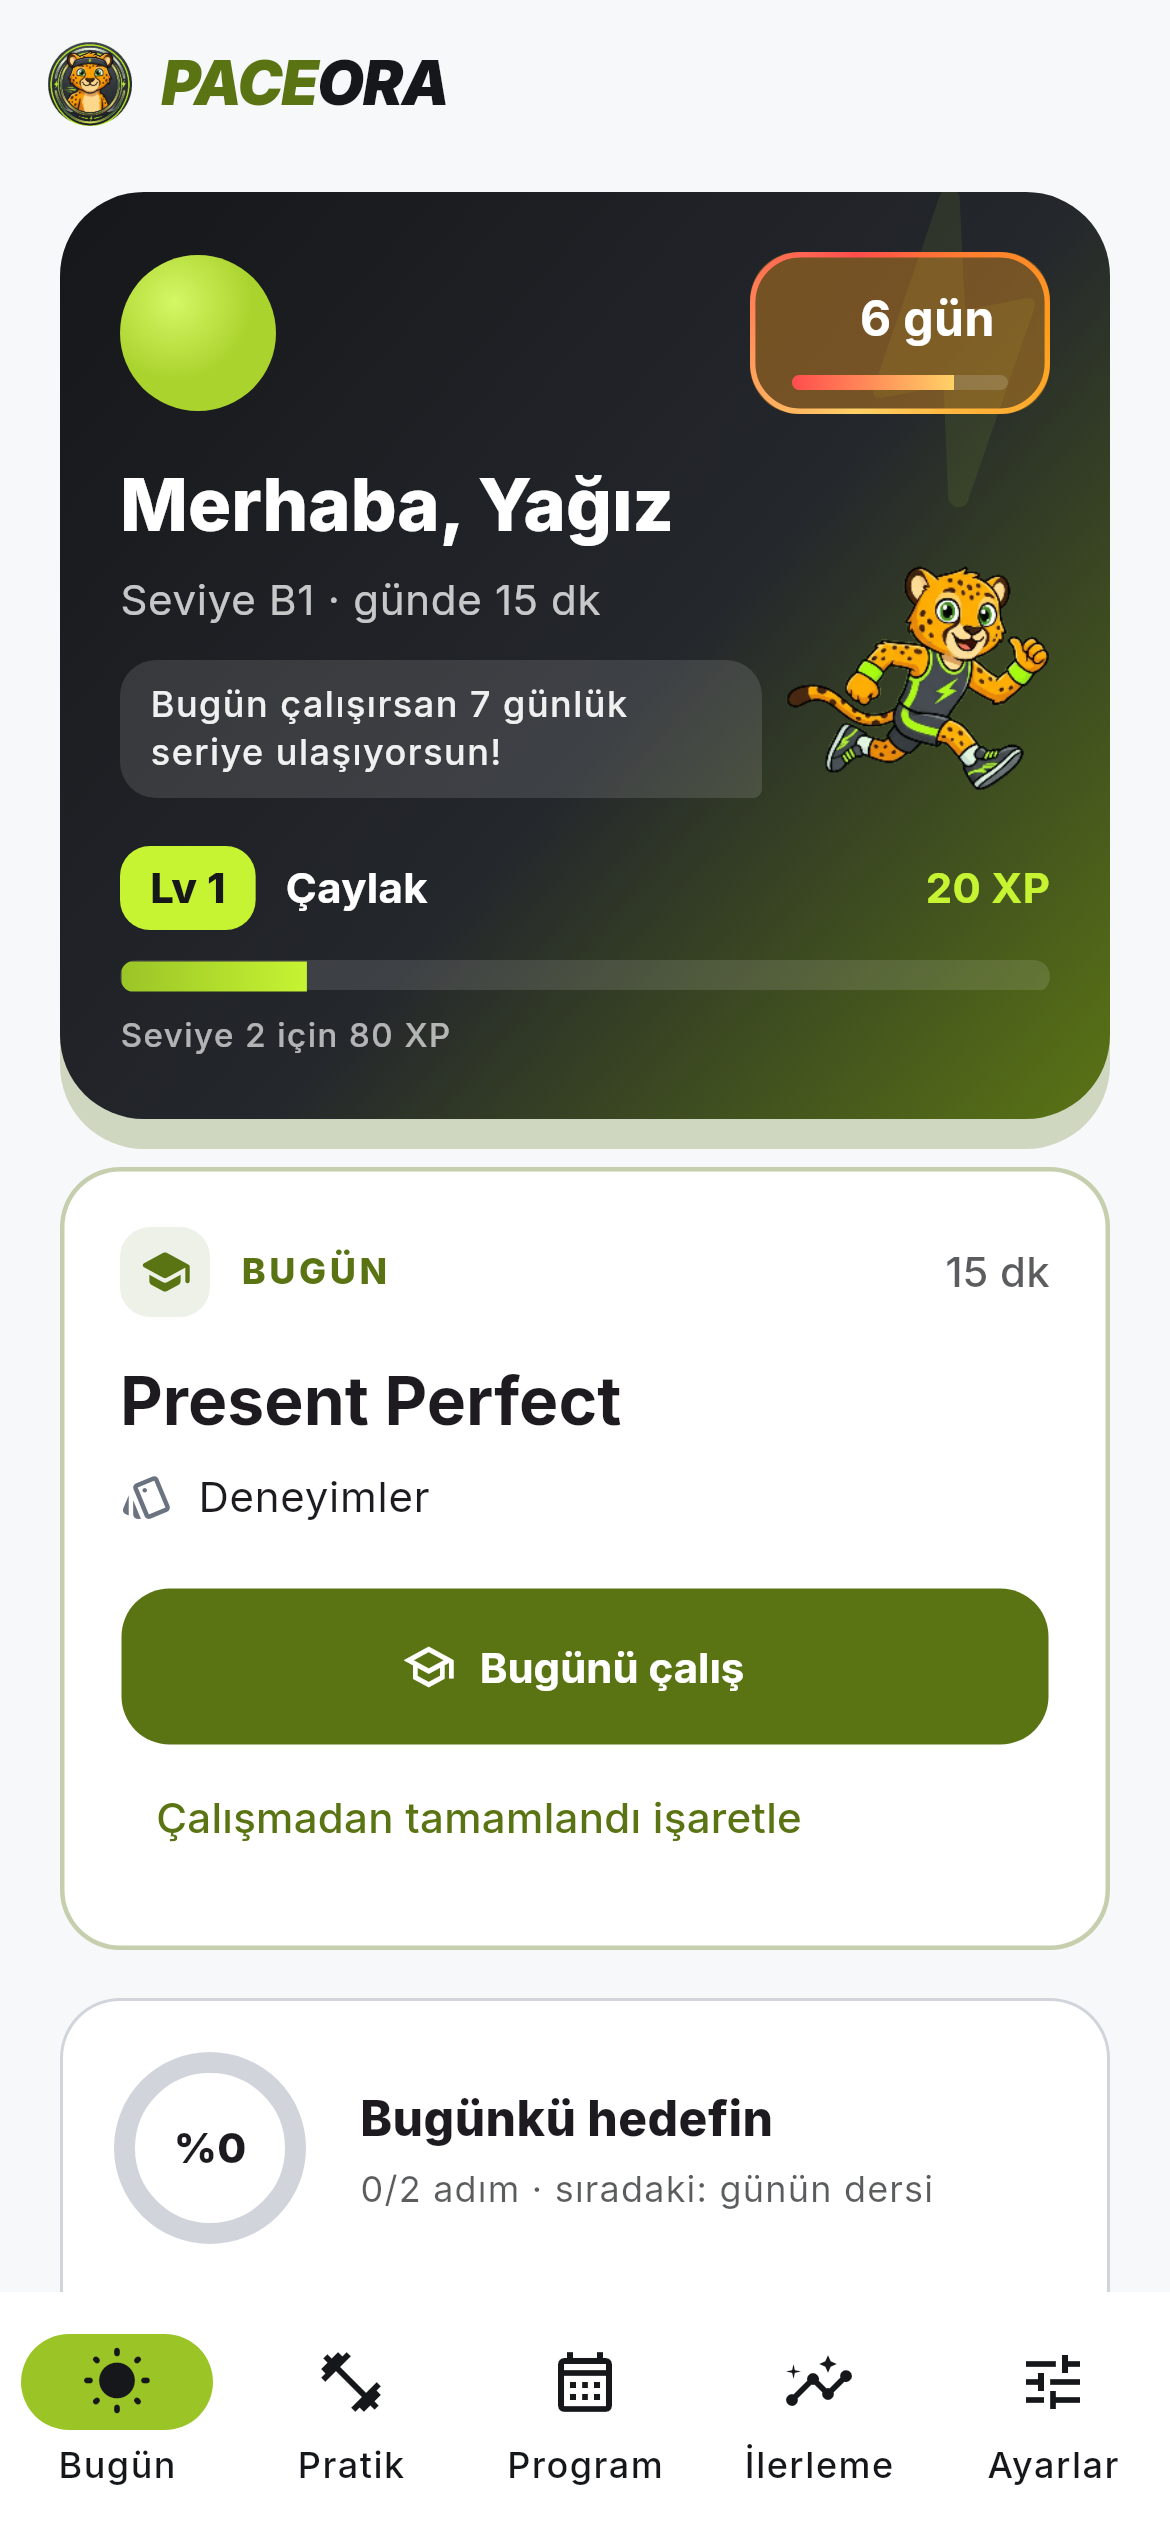 PACEORA
6 gün
Merhaba, Yağız
Seviye B1 · günde 15 dk
Bugün çalışırsan 7 günlük
seriye ulaşıyorsun!
Lv 1 Çaylak 20 XP
Seviye 2 için 80 XP
BUGÜN 15 dk
Present Perfect
Deneyimler
Bugünü çalış
Çalışmadan tamamlandı işaretle
%0
Bugünkü hedefin
0/2 adım · sıradaki: günün dersi
Bugün Pratik Program İlerleme Ayarlar